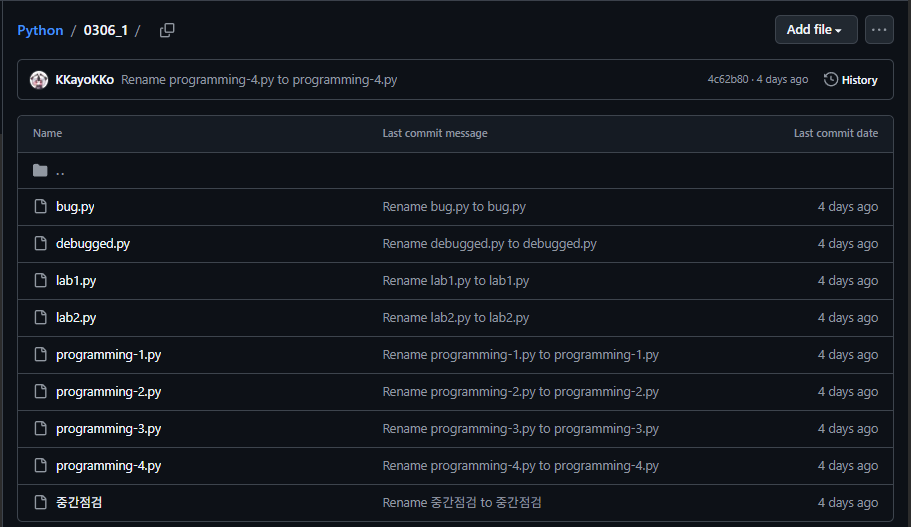 Python / 0306_1 /
Add file
KKayoKKo Rename programming-4.py to programming-4.py 4c62b80 · 4 days ago History
Name Last commit message Last commit date
..
bug.py Rename bug.py to bug.py 4 days ago
debugged.py Rename debugged.py to debugged.py 4 days ago
lab1.py Rename lab1.py to lab1.py 4 days ago
lab2.py Rename lab2.py to lab2.py 4 days ago
programming-1.py Rename programming-1.py to programming-1.py 4 days ago
programming-2.py Rename programming-2.py to programming-2.py 4 days ago
programming-3.py Rename programming-3.py to programming-3.py 4 days ago
programming-4.py Rename programming-4.py to programming-4.py 4 days ago
중간점검 Rename 중간점검 to 중간점검 4 days ago